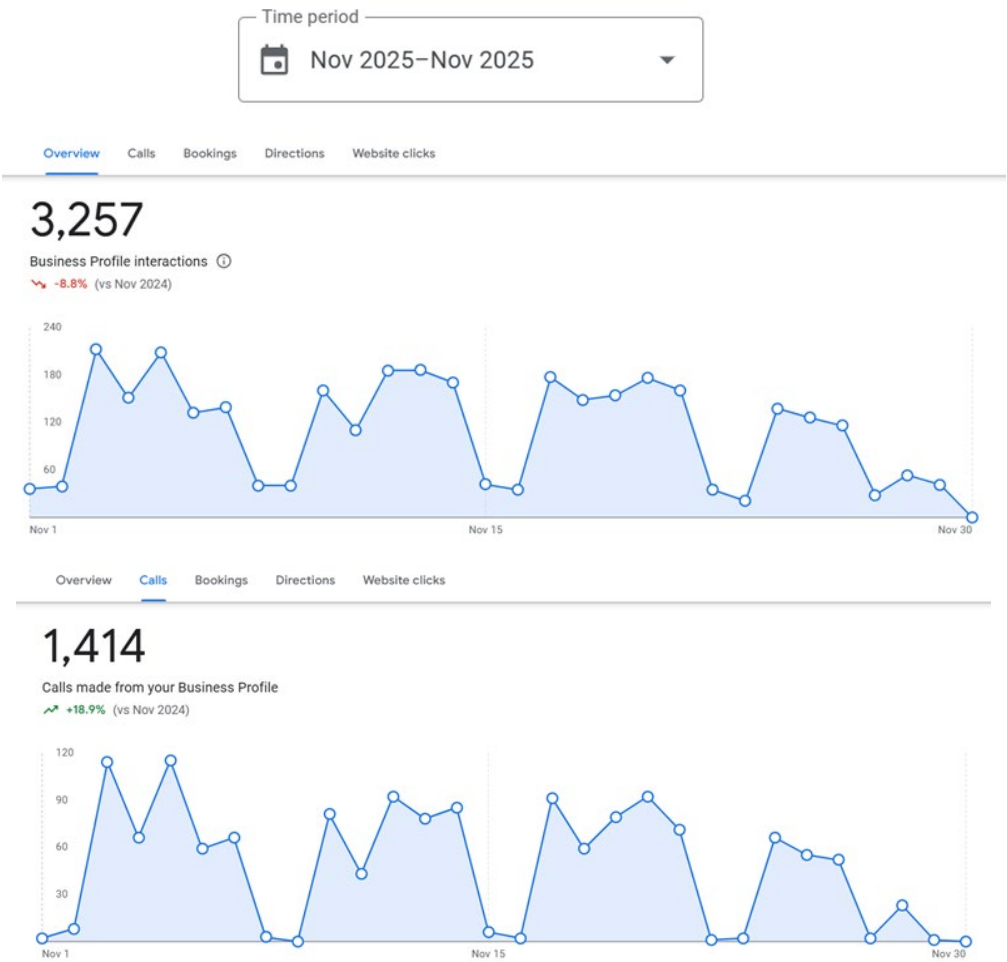 Time period
Nov 2025–Nov 2025
Overview Calls Bookings Directions Website clicks
3,257
Business Profile interactions
-8.8% (vs Nov 2024)
240
180
120
60
Nov 1 Nov 15 Nov 30
Overview Calls Bookings Directions Website clicks
1,414
Calls made from your Business Profile
+18.9% (vs Nov 2024)
120
90
60
30
Nov 1 Nov 15 Nov 30